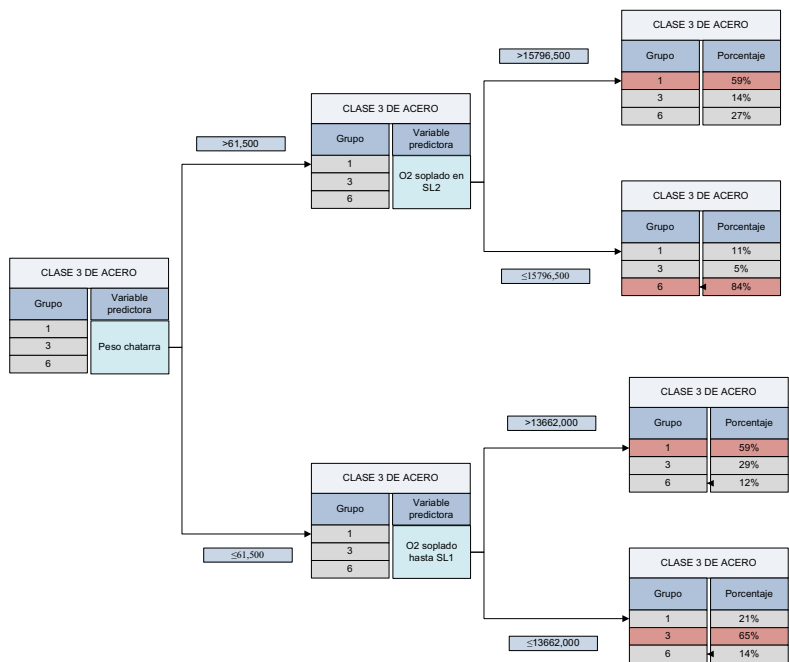 CLASE 3 DE ACERO
Grupo Variable predictora
1
3
6
Peso chatarra
>61,500
CLASE 3 DE ACERO
Grupo Variable predictora
1
3
6
O2 soplado en SL2
>15796,500
CLASE 3 DE ACERO
Grupo Porcentaje
1 59%
3 14%
6 27%
≤15796,500
CLASE 3 DE ACERO
Grupo Porcentaje
1 11%
3 5%
6 84%
≤61,500
CLASE 3 DE ACERO
Grupo Variable predictora
1
3
6
O2 soplado hasta SL1
>13662,000
CLASE 3 DE ACERO
Grupo Porcentaje
1 59%
3 29%
6 12%
≤13662,000
CLASE 3 DE ACERO
Grupo Porcentaje
1 21%
3 65%
6 14%